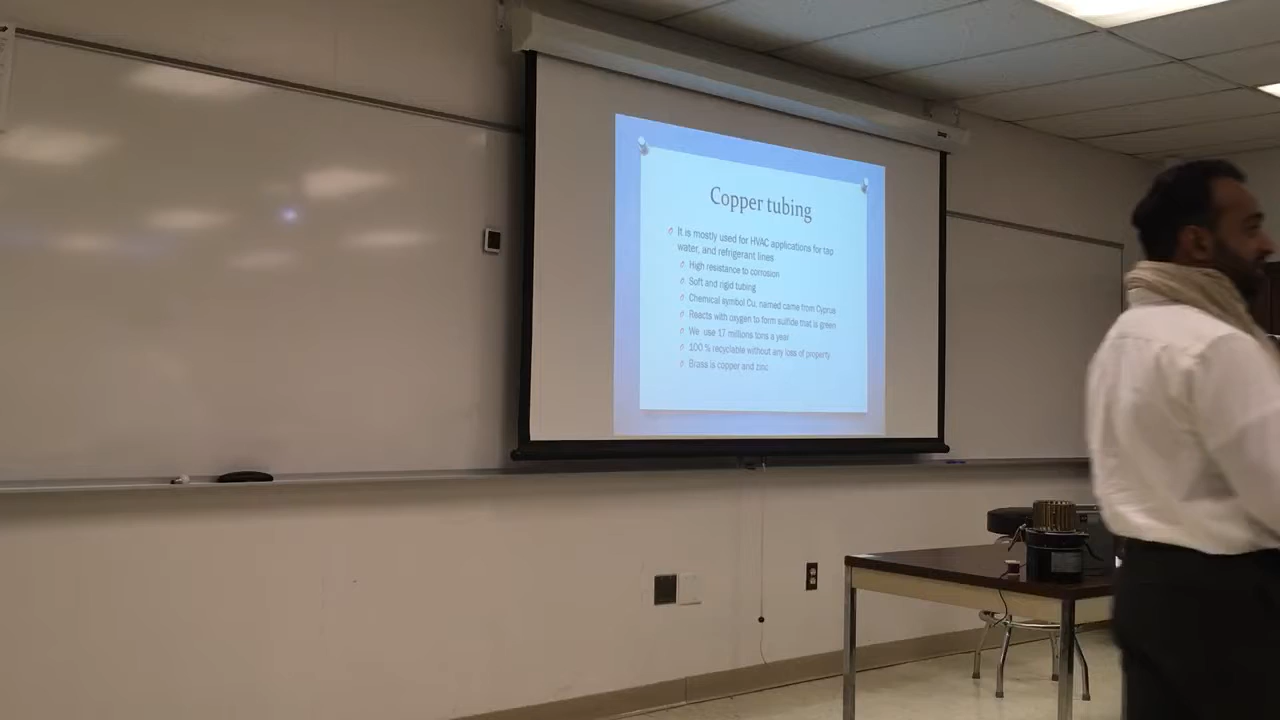 Copper tubing
It is mostly used for HVAC applications for tap
water, and refrigerant lines
High resistance to corrosion
Soft and rigid tubing
Chemical symbol Cu, named came from Cyprus
Reacts with oxygen to form sulfide that is green
We use 17 millions tons a year
100 % recyclable without any loss of property
Brass is copper and zinc